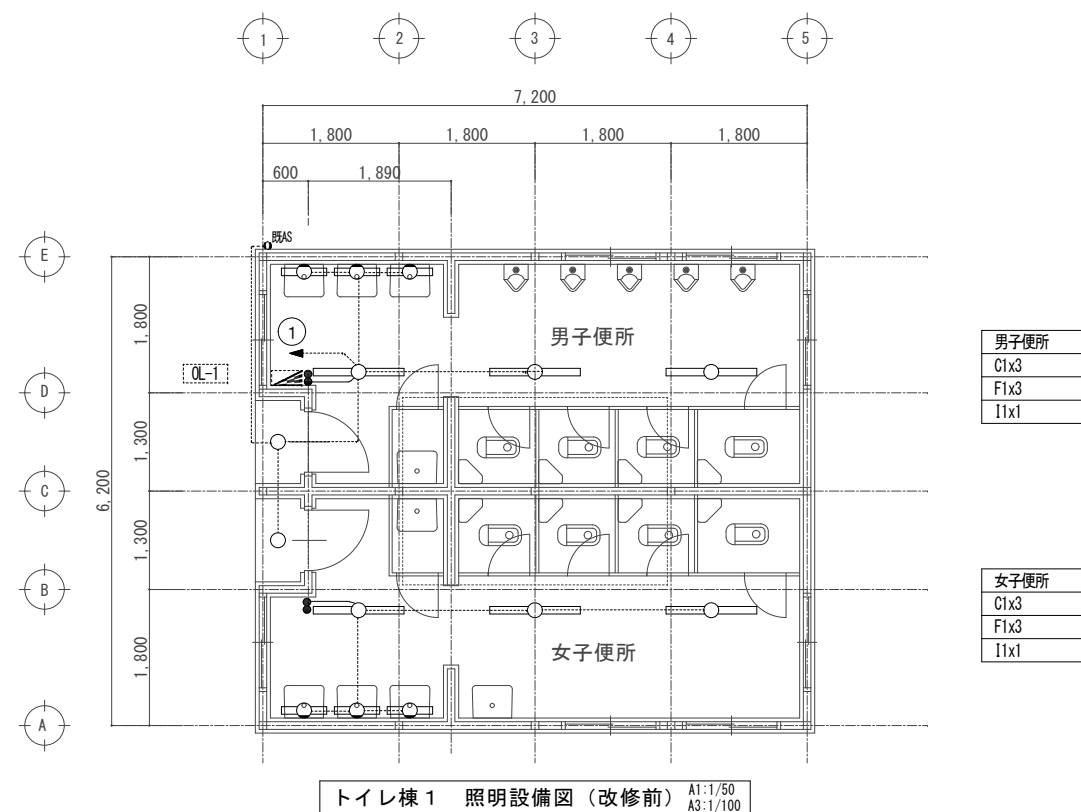 1
2
3
4
5
7,200
1,800
1,800
1,800
1,800
600
1,890
既AS
E
D
C
B
A
6,200
1,800
1,300
1,300
1,800
1
OL-1
男子便所
女子便所
男子便所
C1x3
F1x3
I1x1
女子便所
C1x3
F1x3
I1x1
トイレ棟1 照明設備図(改修前)
A1:1/50
A3:1/100